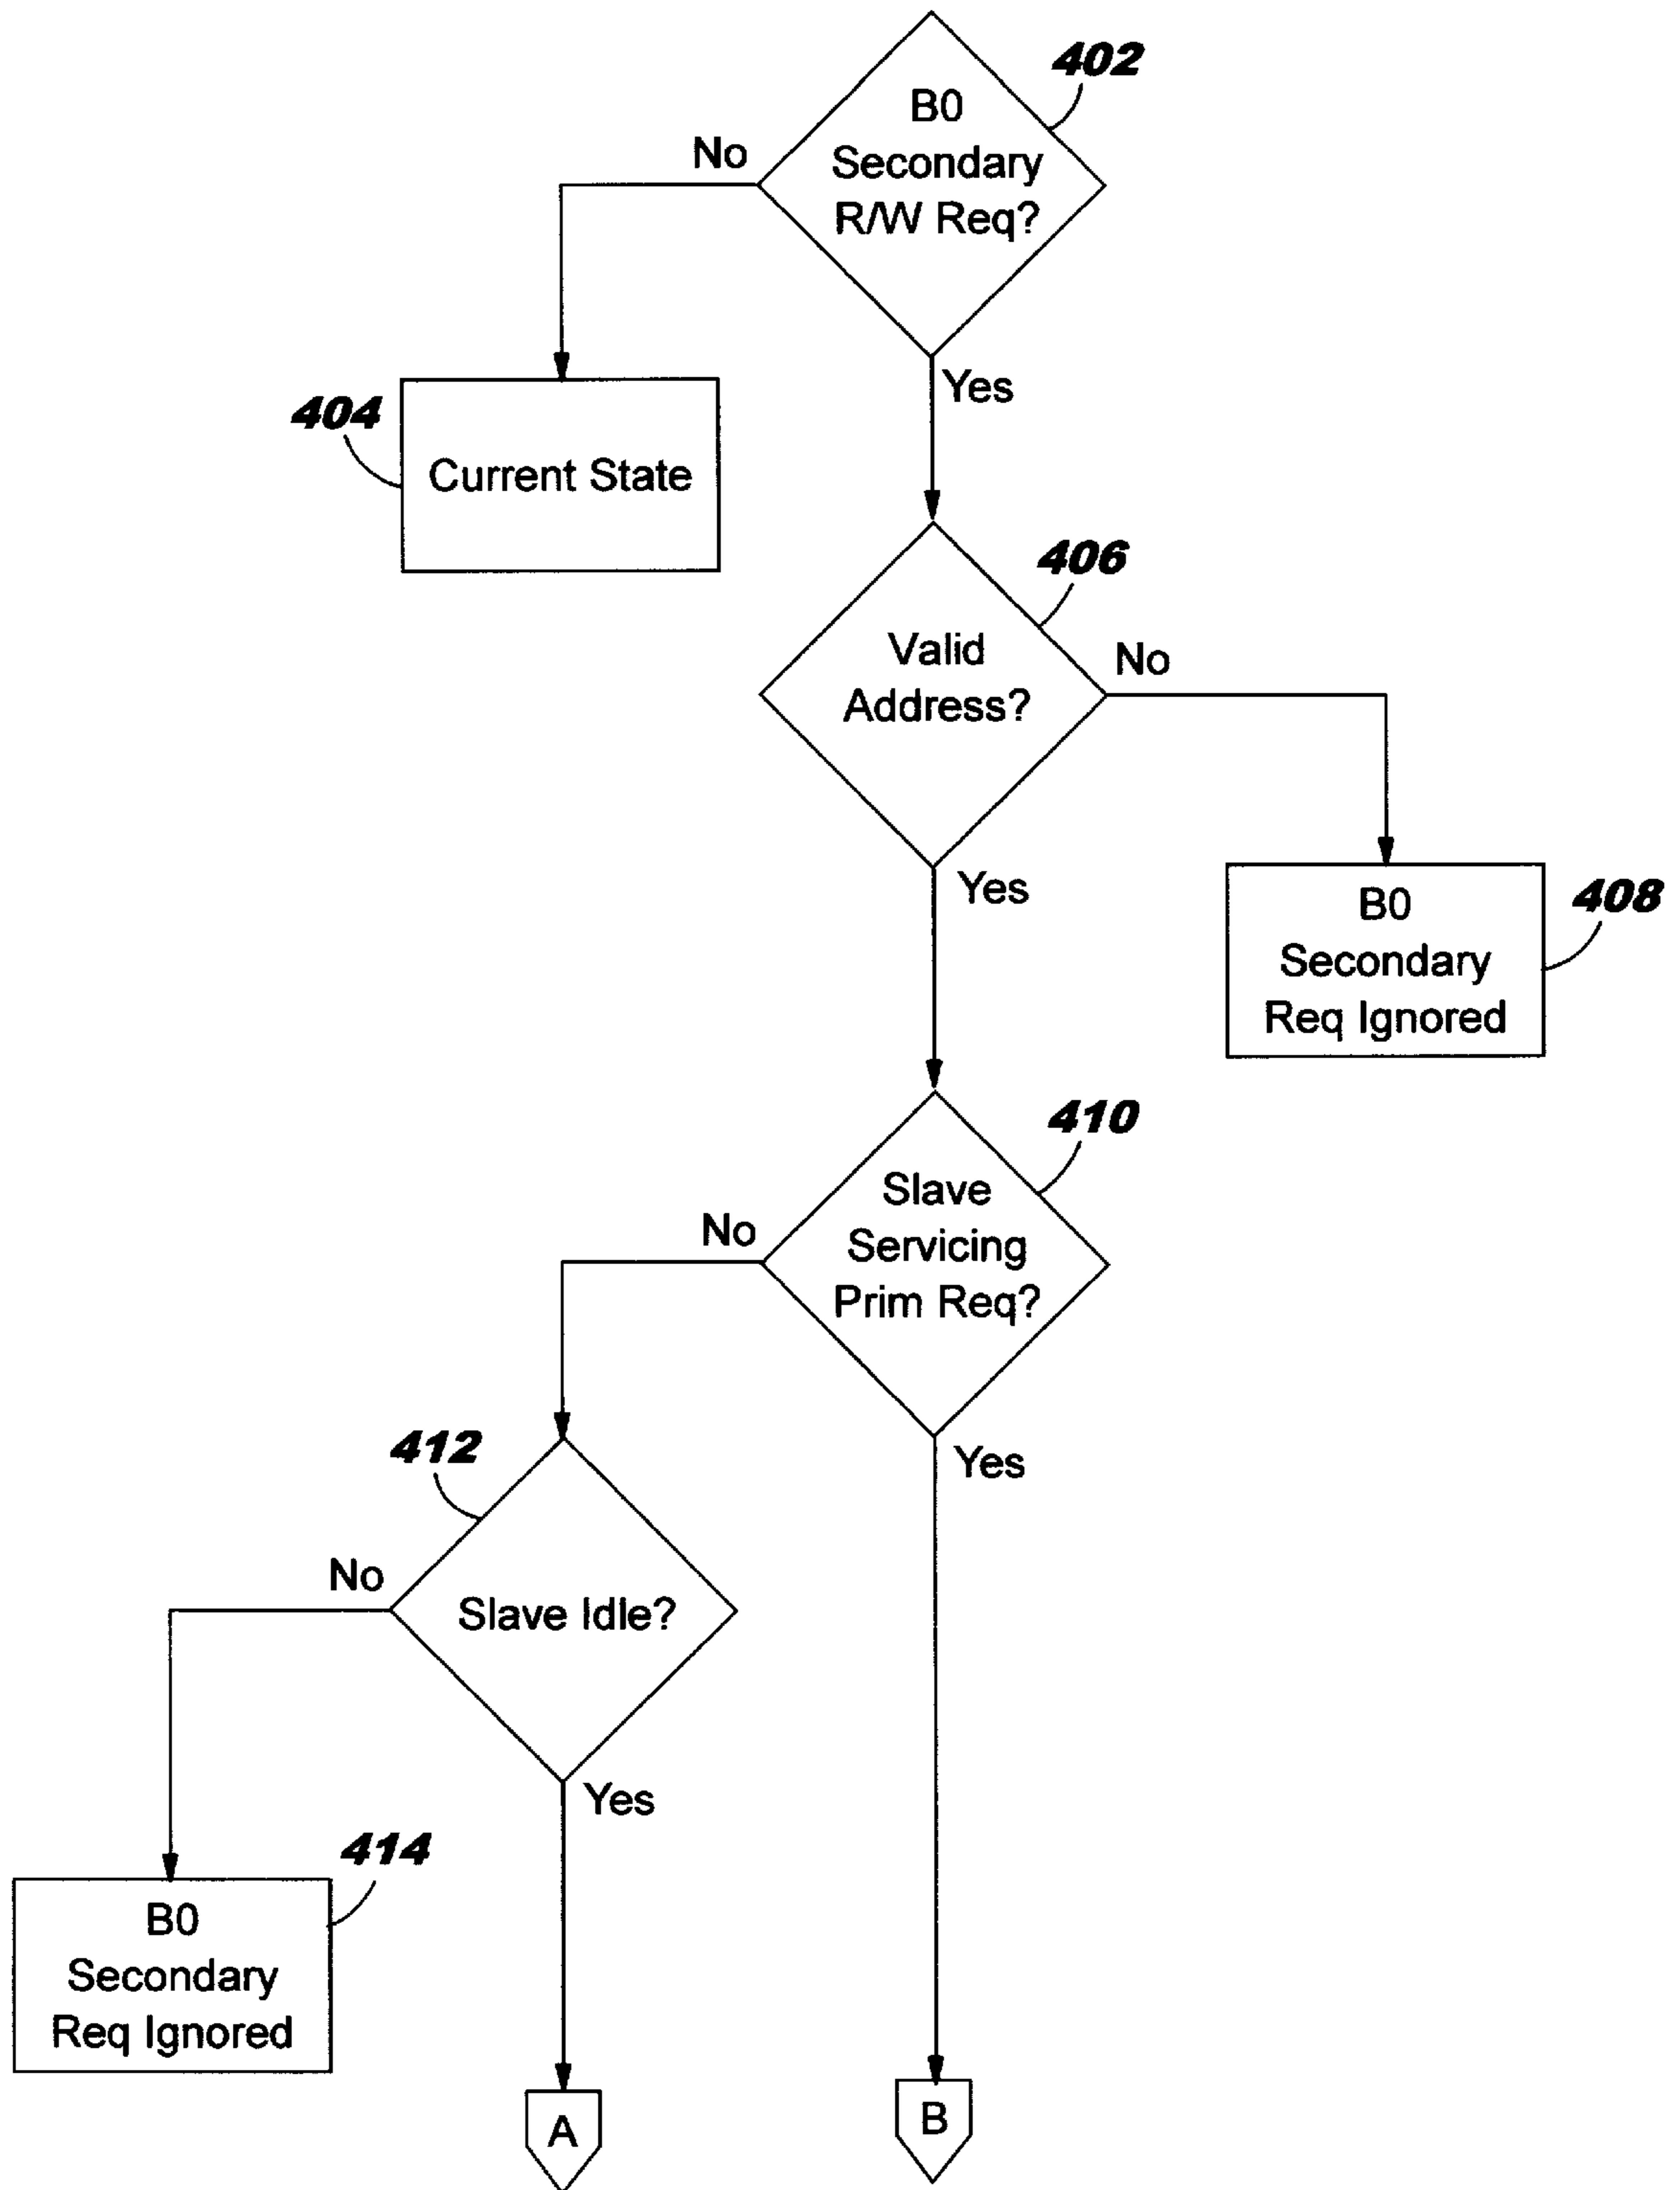 402
B0
Secondary
R/W Req?
No
Yes
404
Current State
406
Valid
Address?
No
Yes
408
B0
Secondary
Req Ignored
410
Slave
Servicing
Prim Req?
No
Yes
412
No
Slave Idle?
Yes
414
B0
Secondary
Req Ignored
A
B